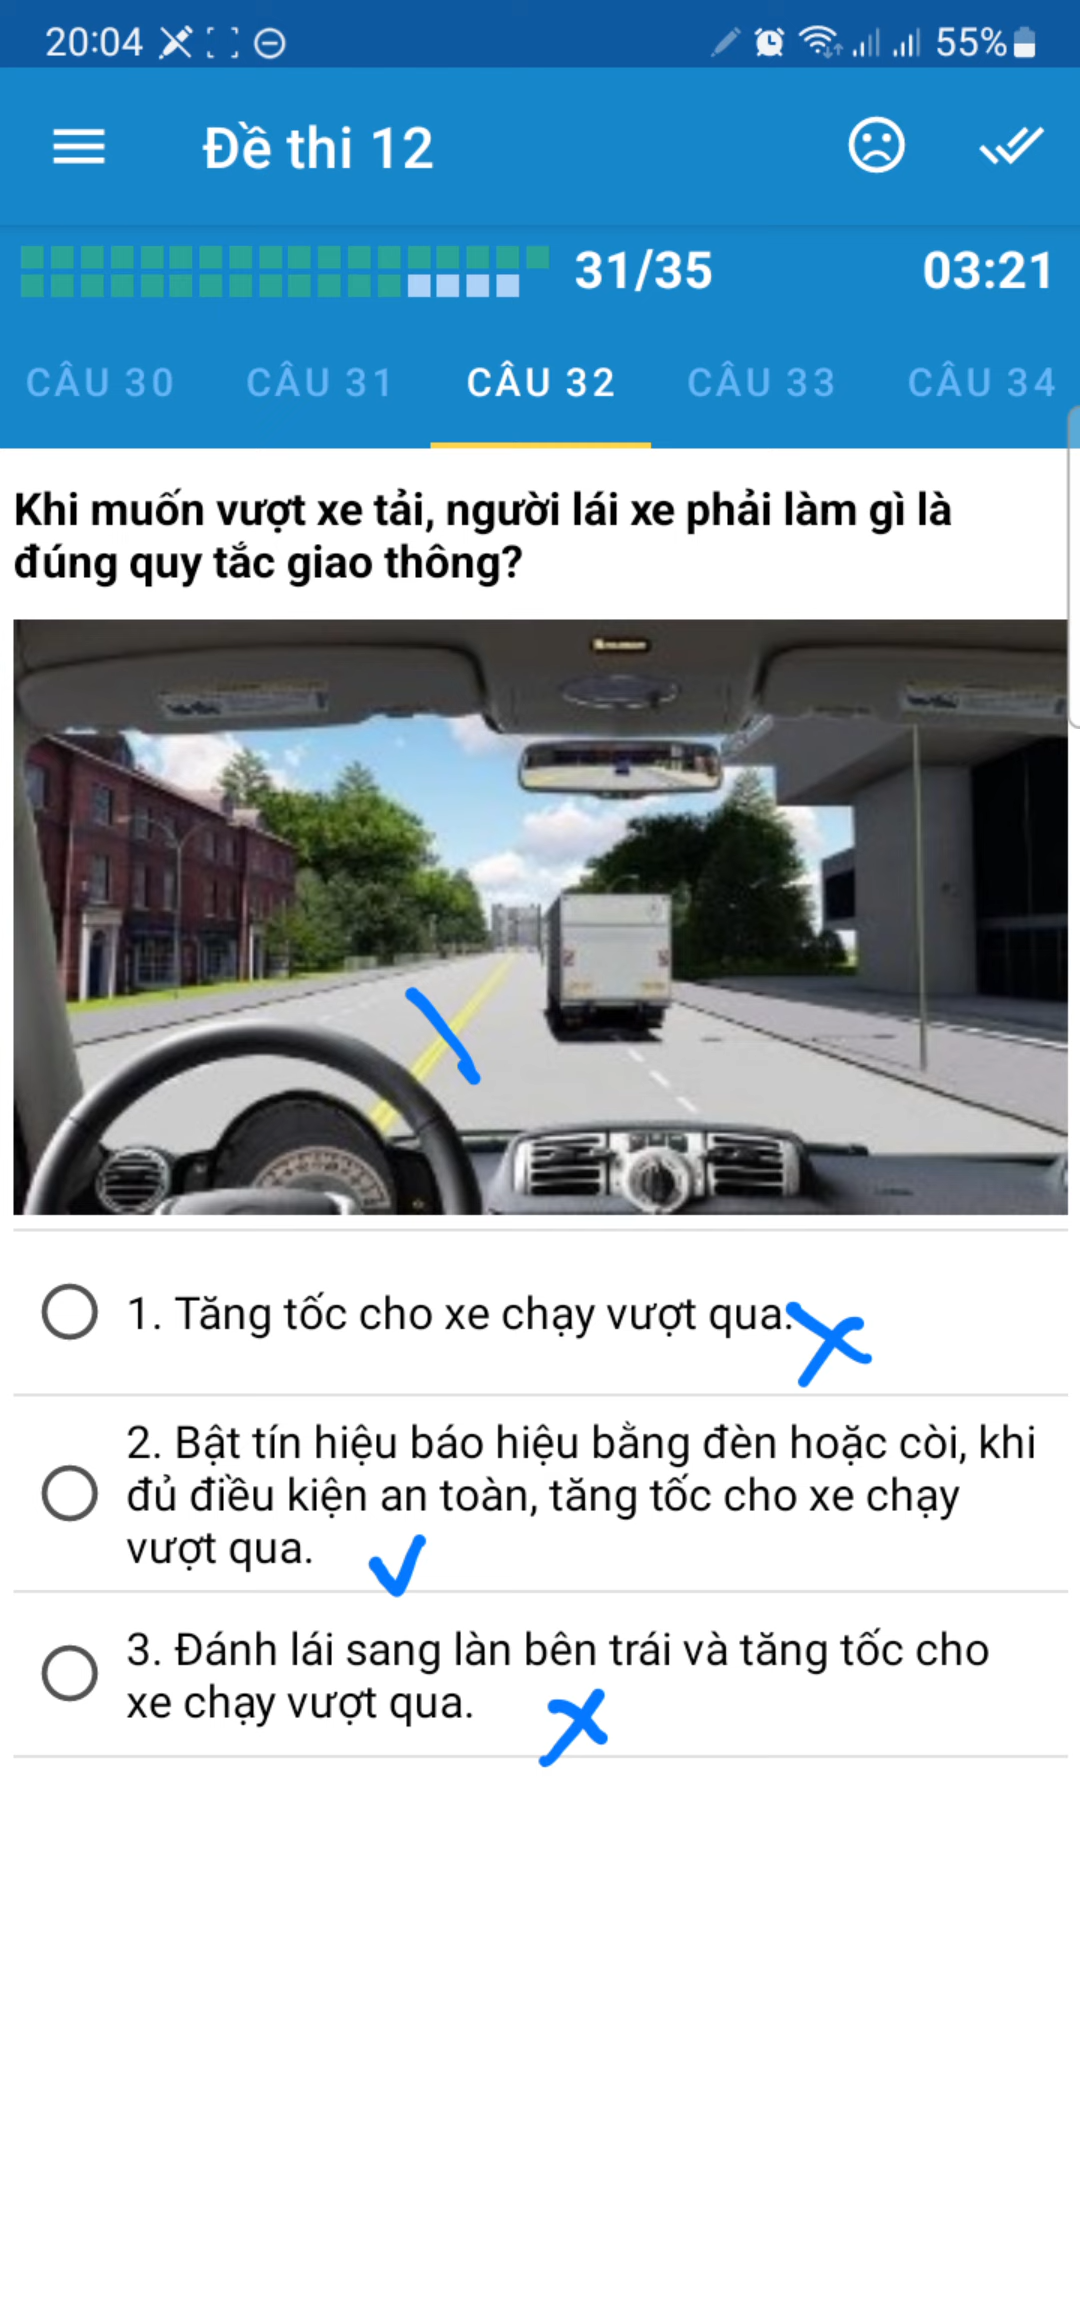 20:04
55%
Đề thi 12
31/35
03:21
CÂU 30
CÂU 31
CÂU 32
CÂU 33
CÂU 34
Khi muốn vượt xe tải, người lái xe phải làm gì là
đúng quy tắc giao thông?
1. Tăng tốc cho xe chạy vượt qua.
2. Bật tín hiệu báo hiệu bằng đèn hoặc còi, khi
đủ điều kiện an toàn, tăng tốc cho xe chạy
vượt qua.
3. Đánh lái sang làn bên trái và tăng tốc cho
xe chạy vượt qua.